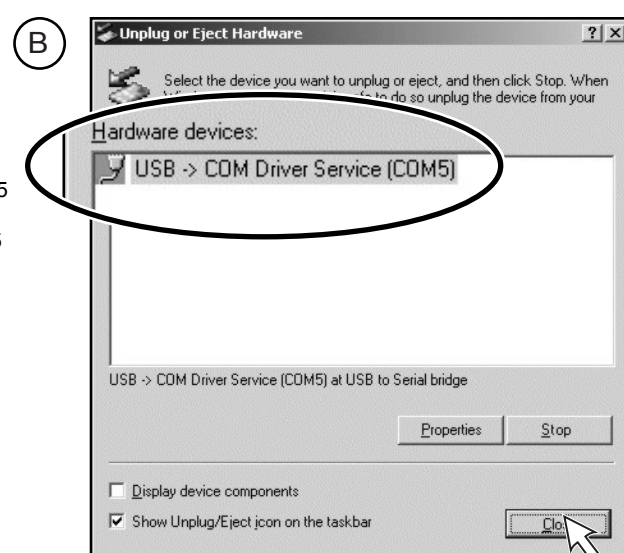 B
Unplug or Eject Hardware
Select the device you want to unplug or eject, and then click Stop. When
do so unplug the device from your
Hardware devices:
USB -> COM Driver Service (COM5)
5
USB -> COM Driver Service (COM5) at USB to Serial bridge
Properties Stop
Display device components
Show Unplug/Eject icon on the taskbar